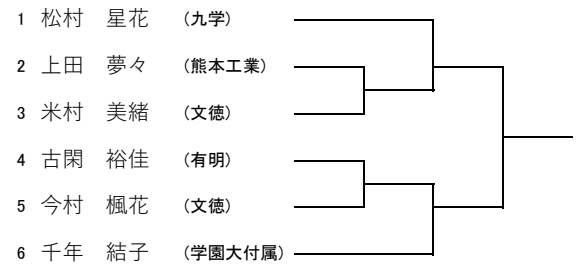 1 松村 星花 (九学)
2 上田 夢々 (熊本工業)
3 米村 美緒 (文徳)
4 古閑 裕佳 (有明)
5 今村 楓花 (文徳)
6 千年 結子 (学園大付属)